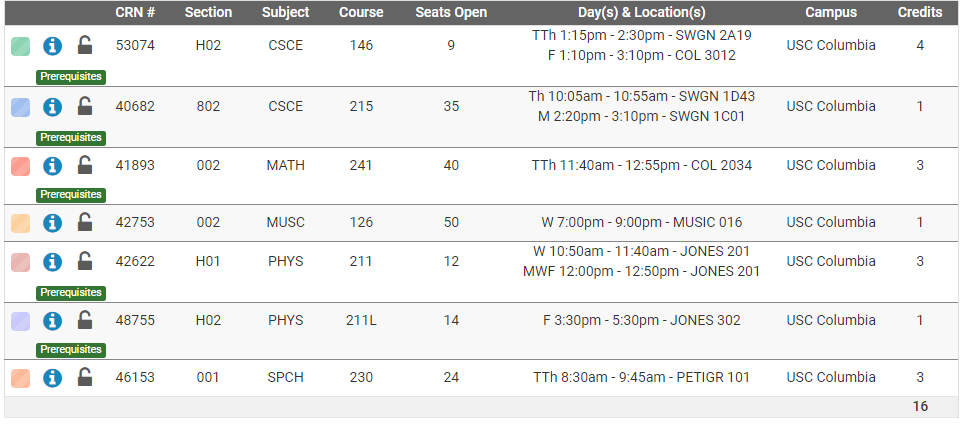 CRN # Section Subject Course Seats Open Day(s) & Location(s) Campus Credits
53074 H02 CSCE 146 9 TTh 1:15pm - 2:30pm - SWGN 2A19 USC Columbia 4
F 1:10pm - 3:10pm - COL 3012
Prerequisites
40682 802 CSCE 215 35 Th 10:05am - 10:55am - SWGN 1D43 USC Columbia 1
M 2:20pm - 3:10pm - SWGN 1C01
Prerequisites
41893 002 MATH 241 40 TTh 11:40am - 12:55pm - COL 2034 USC Columbia 3
Prerequisites
42753 002 MUSC 126 50 W 7:00pm - 9:00pm - MUSIC 016 USC Columbia 1
42622 H01 PHYS 211 12 W 10:50am - 11:40am - JONES 201 USC Columbia 3
MWF 12:00pm - 12:50pm - JONES 201
Prerequisites
48755 H02 PHYS 211L 14 F 3:30pm - 5:30pm - JONES 302 USC Columbia 1
Prerequisites
46153 001 SPCH 230 24 TTh 8:30am - 9:45am - PETIGR 101 USC Columbia 3
16